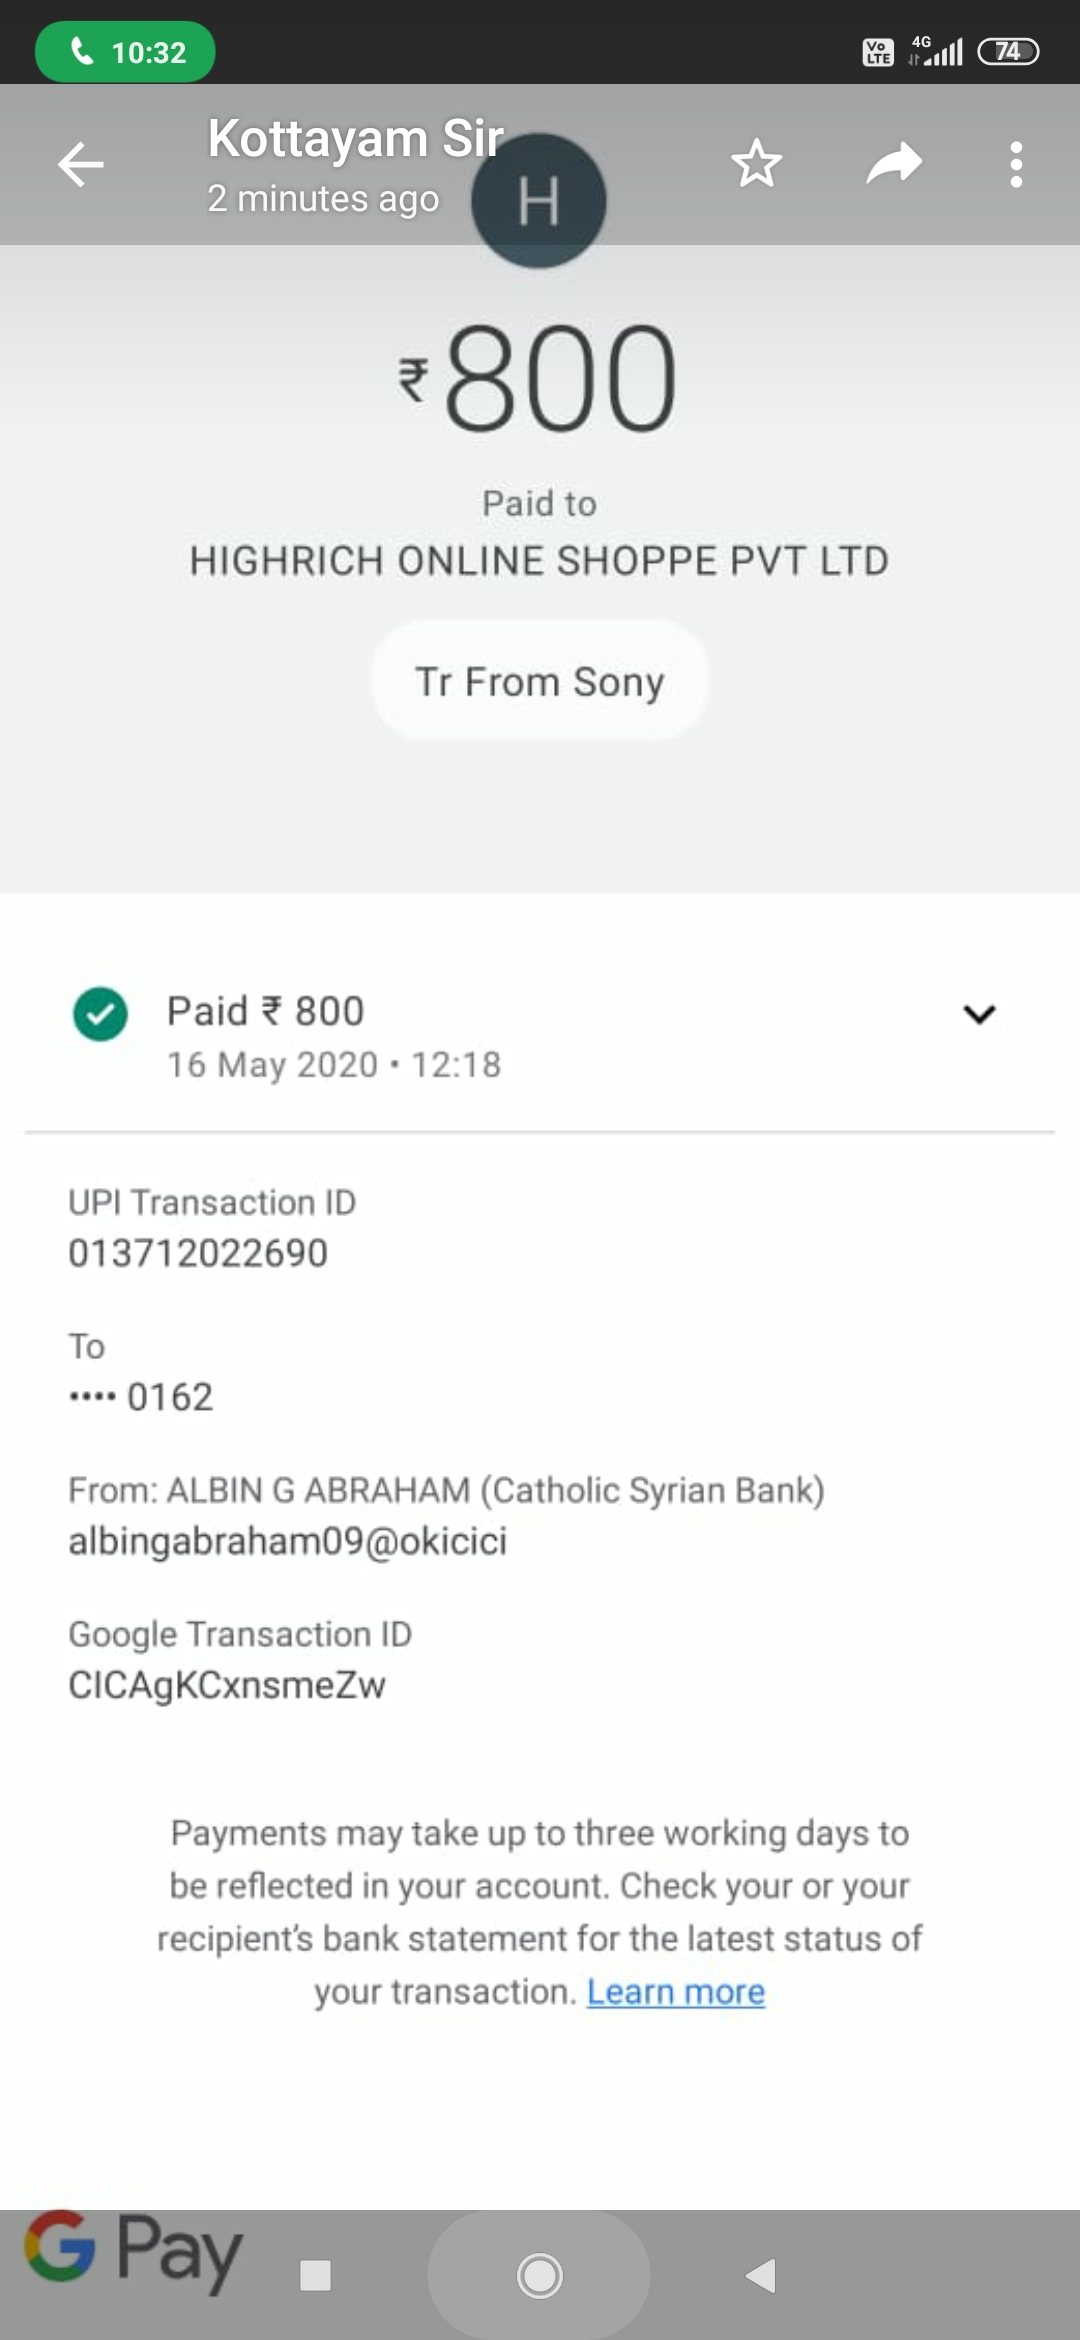 10:32
Vo LTE 4G 74
Kottayam Sir
2 minutes ago
H
₹800
Paid to
HIGHRICH ONLINE SHOPPE PVT LTD
Tr From Sony
Paid ₹ 800
16 May 2020 • 12:18
UPI Transaction ID
013712022690
To
•••• 0162
From: ALBIN G ABRAHAM (Catholic Syrian Bank)
albingabraham09@okicici
Google Transaction ID
CICAgKCxnsmeZw
Payments may take up to three working days to
be reflected in your account. Check your or your
recipient's bank statement for the latest status of
your transaction. Learn more
G Pay